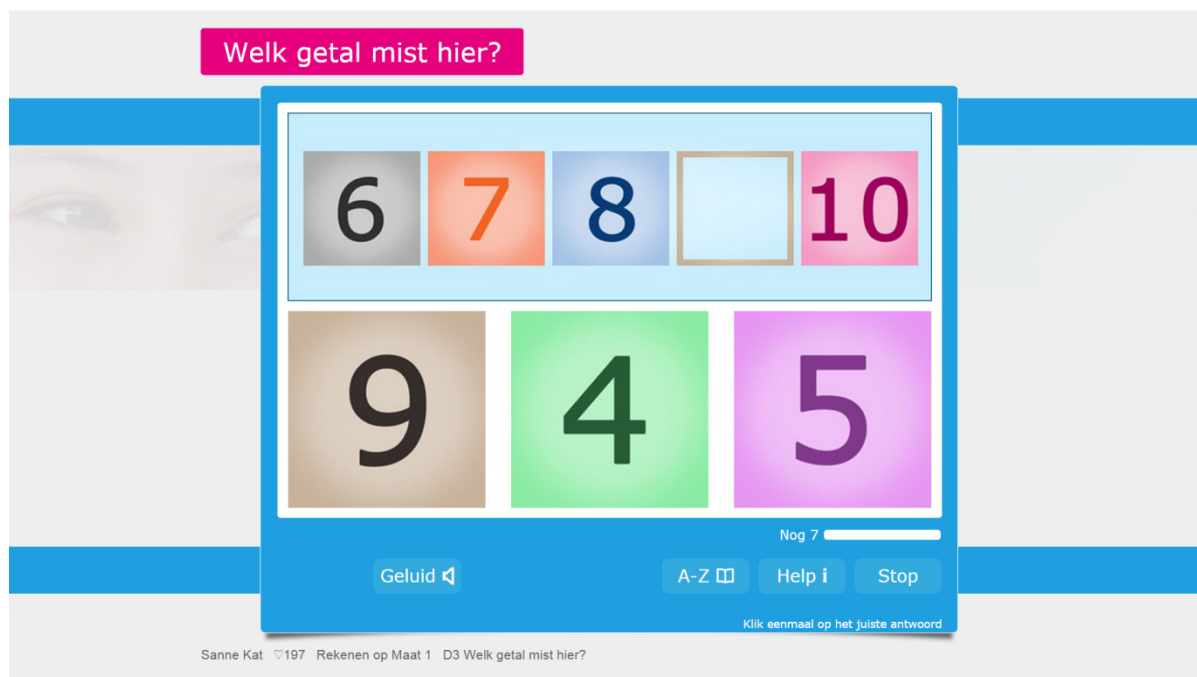 Welk getal mist hier?
6 7 8 10
9 4 5
Nog 7
Geluid A-Z Help i Stop
Klik eenmaal op het juiste antwoord
Sanne Kat ♡197 Rekenen op Maat 1 D3 Welk getal mist hier?